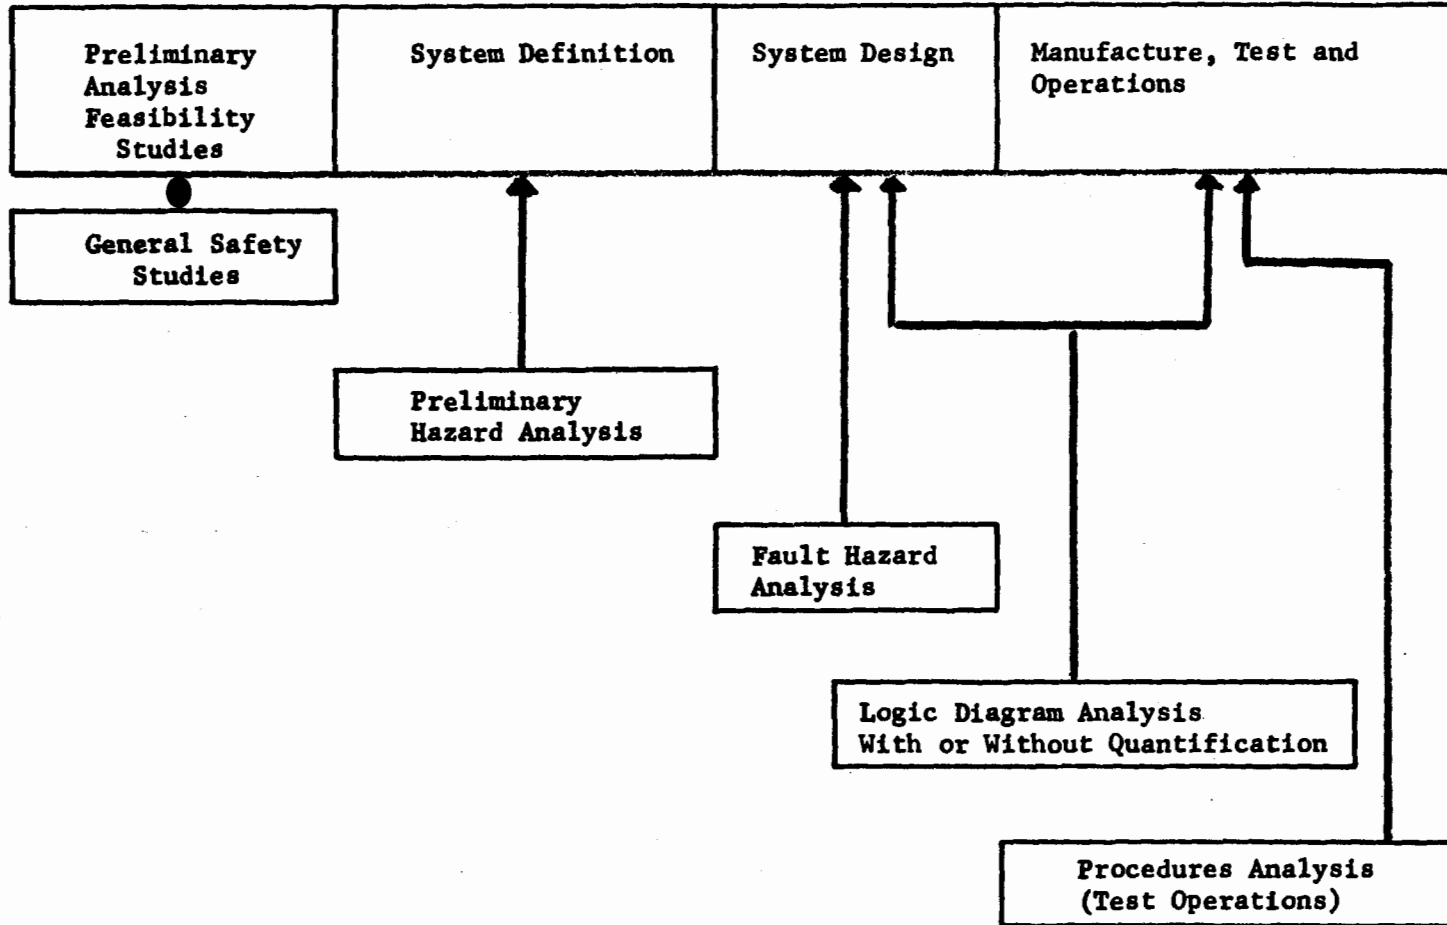 Preliminary
Analysis
Feasibility
Studies
System Definition
System Design
Manufacture, Test and
Operations
General Safety
Studies
Preliminary
Hazard Analysis
Fault Hazard
Analysis
Logic Diagram Analysis
With or Without Quantification
Procedures Analysis
(Test Operations)